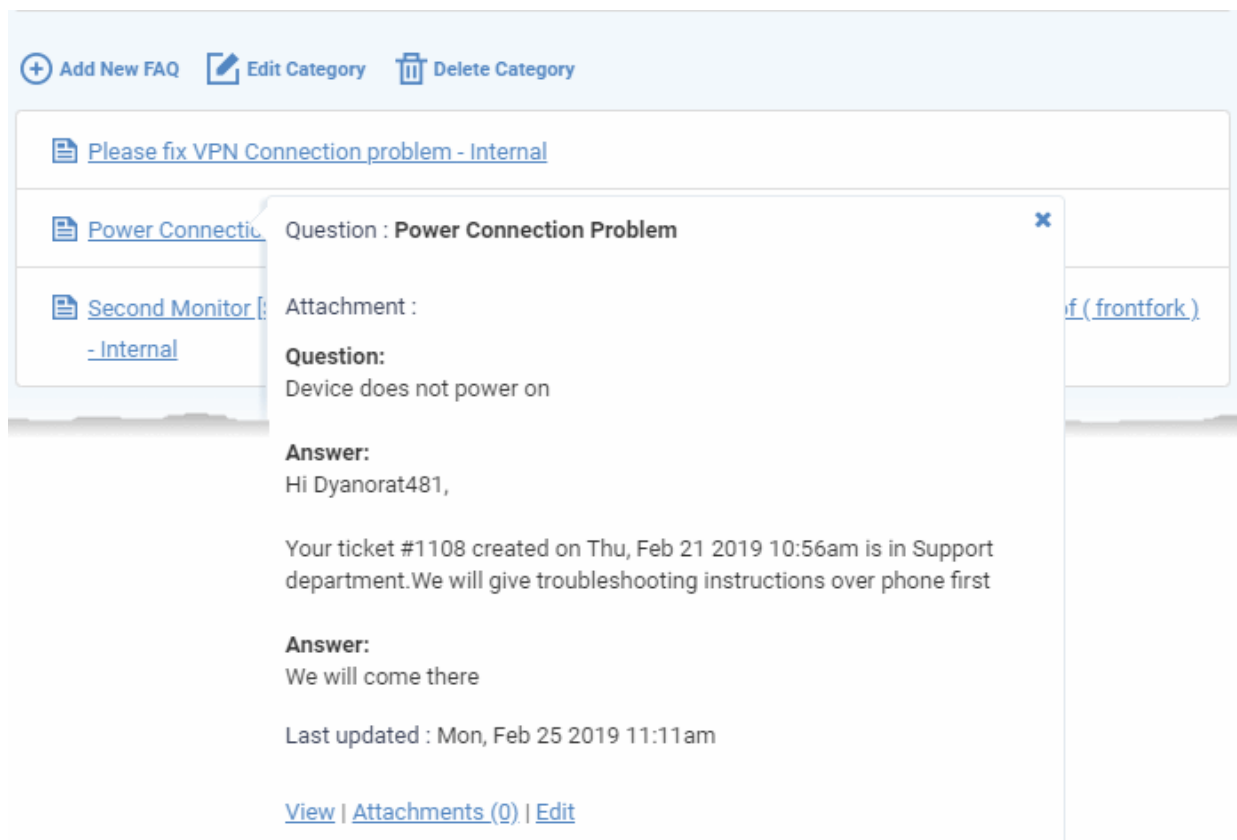 Add New FAQ Edit Category Delete Category
Please fix VPN Connection problem - Internal
Power
Question : Power Connection Problem
Second Monitor
( frontfork )
- Internal
Attachment :
Question:
Device does not power on
Answer:
Hi Dyanorat481,
Your ticket #1108 created on Thu, Feb 21 2019 10:56am is in Support
department.We will give troubleshooting instructions over phone first
Answer:
We will come there
Last updated : Mon, Feb 25 2019 11:11am
View | Attachments (0) | Edit